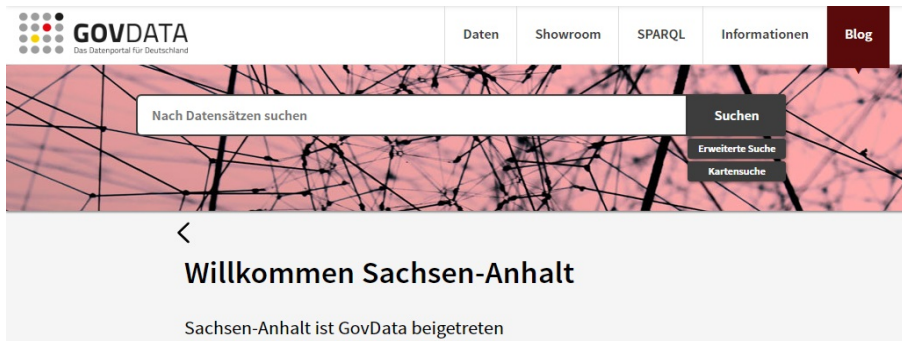 GOVDATA
Das Datenportal für Deutschland
Daten
Showroom
SPARQL
Informationen
Blog
Nach Datensätzen suchen
Suchen
Erweiterte Suche
Kartensuche
Willkommen Sachsen-Anhalt
Sachsen-Anhalt ist GovData beigetreten